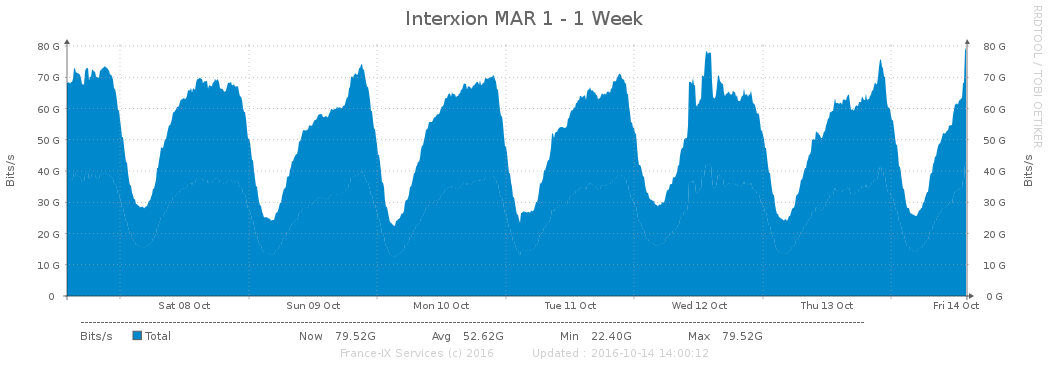 Interxion MAR 1 - 1 Week
RRDTOOL / TOBI OETIKER
Bits/s
Bits/s
80 G 80 G
70 G 70 G
60 G 60 G
50 G 50 G
40 G 40 G
30 G 30 G
20 G 20 G
10 G 10 G
0 0 G
Sat 08 Oct Sun 09 Oct Mon 10 Oct Tue 11 Oct Wed 12 Oct Thu 13 Oct Fri 14 Oct
Bits/s Total Now 79.52G Avg 52.62G Min 22.40G Max 79.52G
France-IX Services (c) 2016 Updated : 2016-10-14 14:00:12